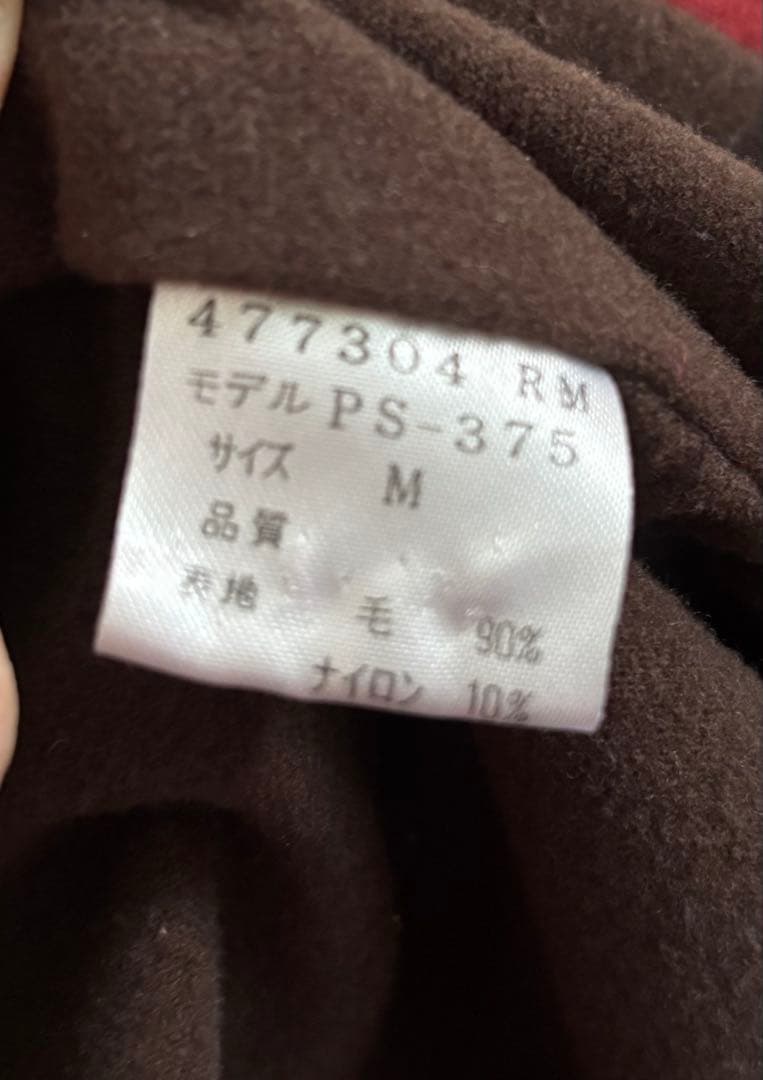 477304 RM
モデル PS-375
サイズ M
品質
表地 毛 90%
ナイロン 10%